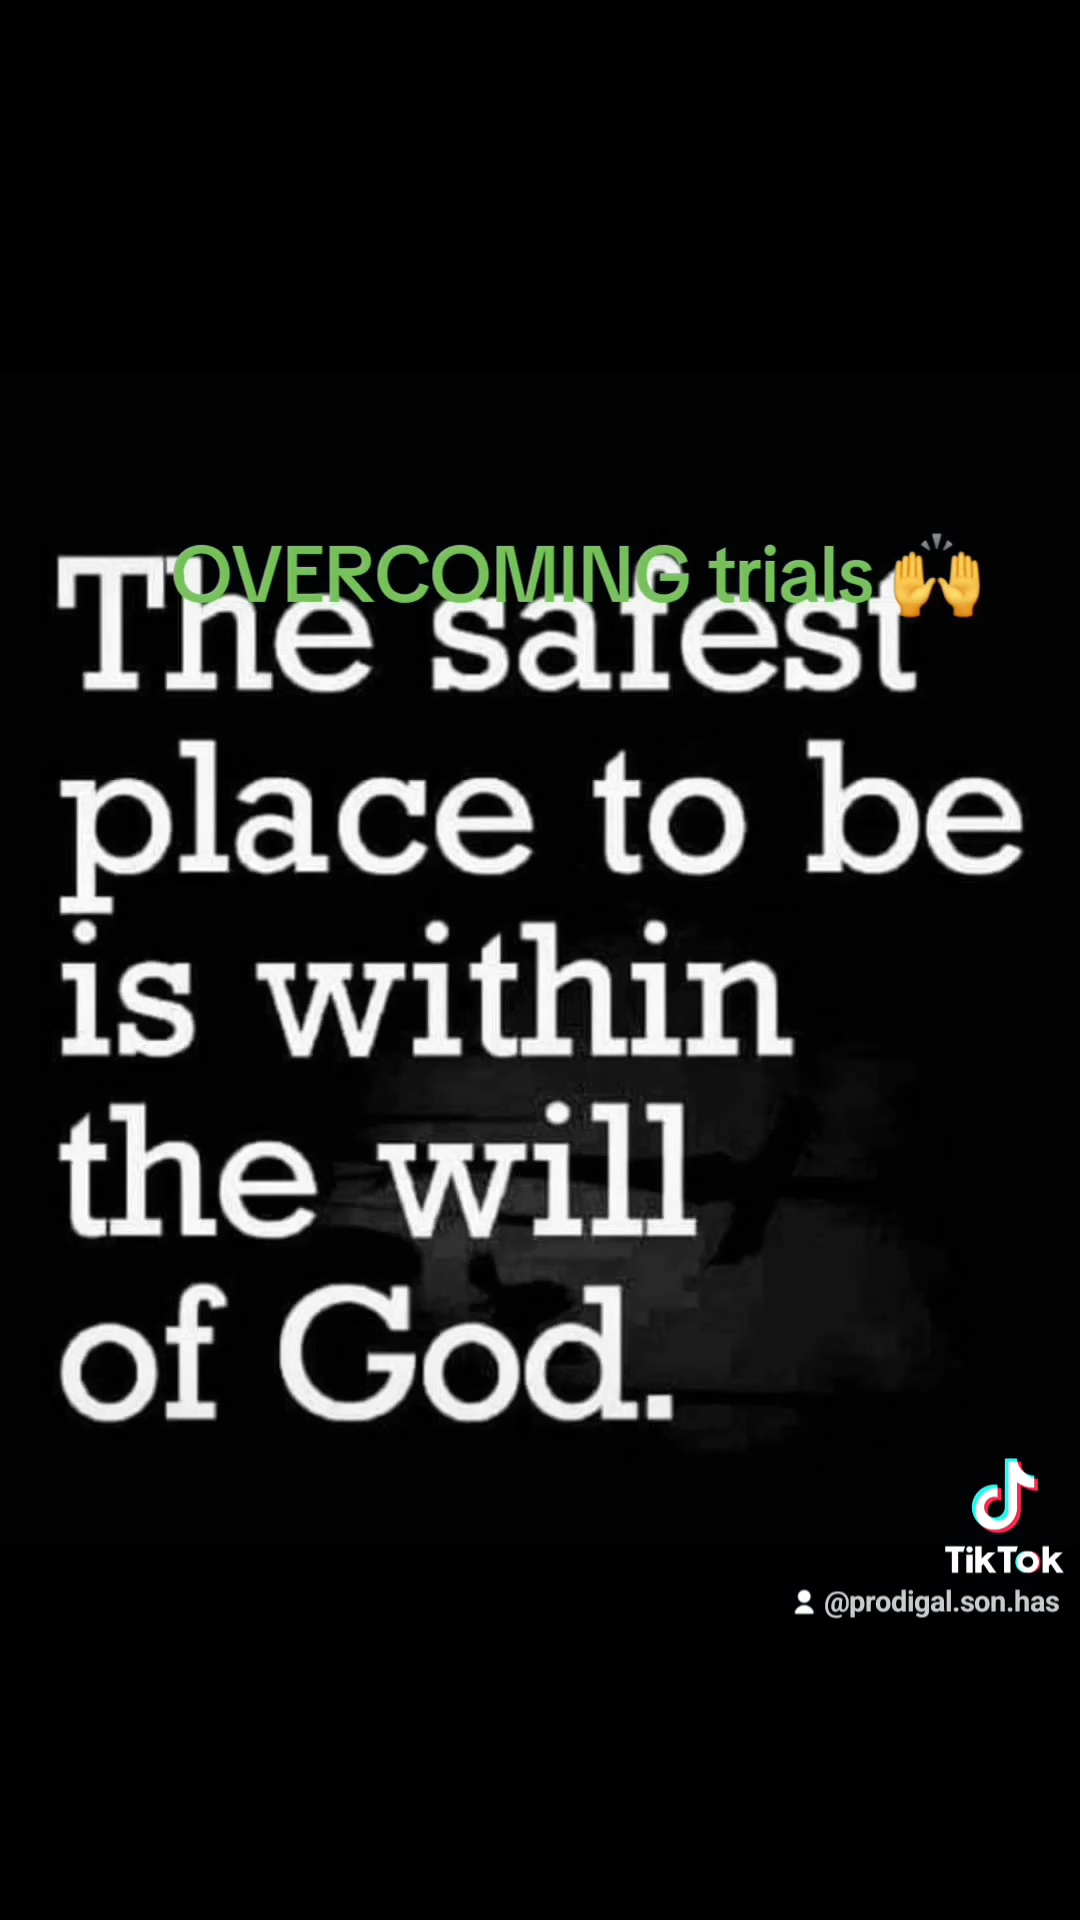 OVERCOMING trials 🙌
The safest
place to be
is within
the will
of God.
TikTok
@prodigal.son.has